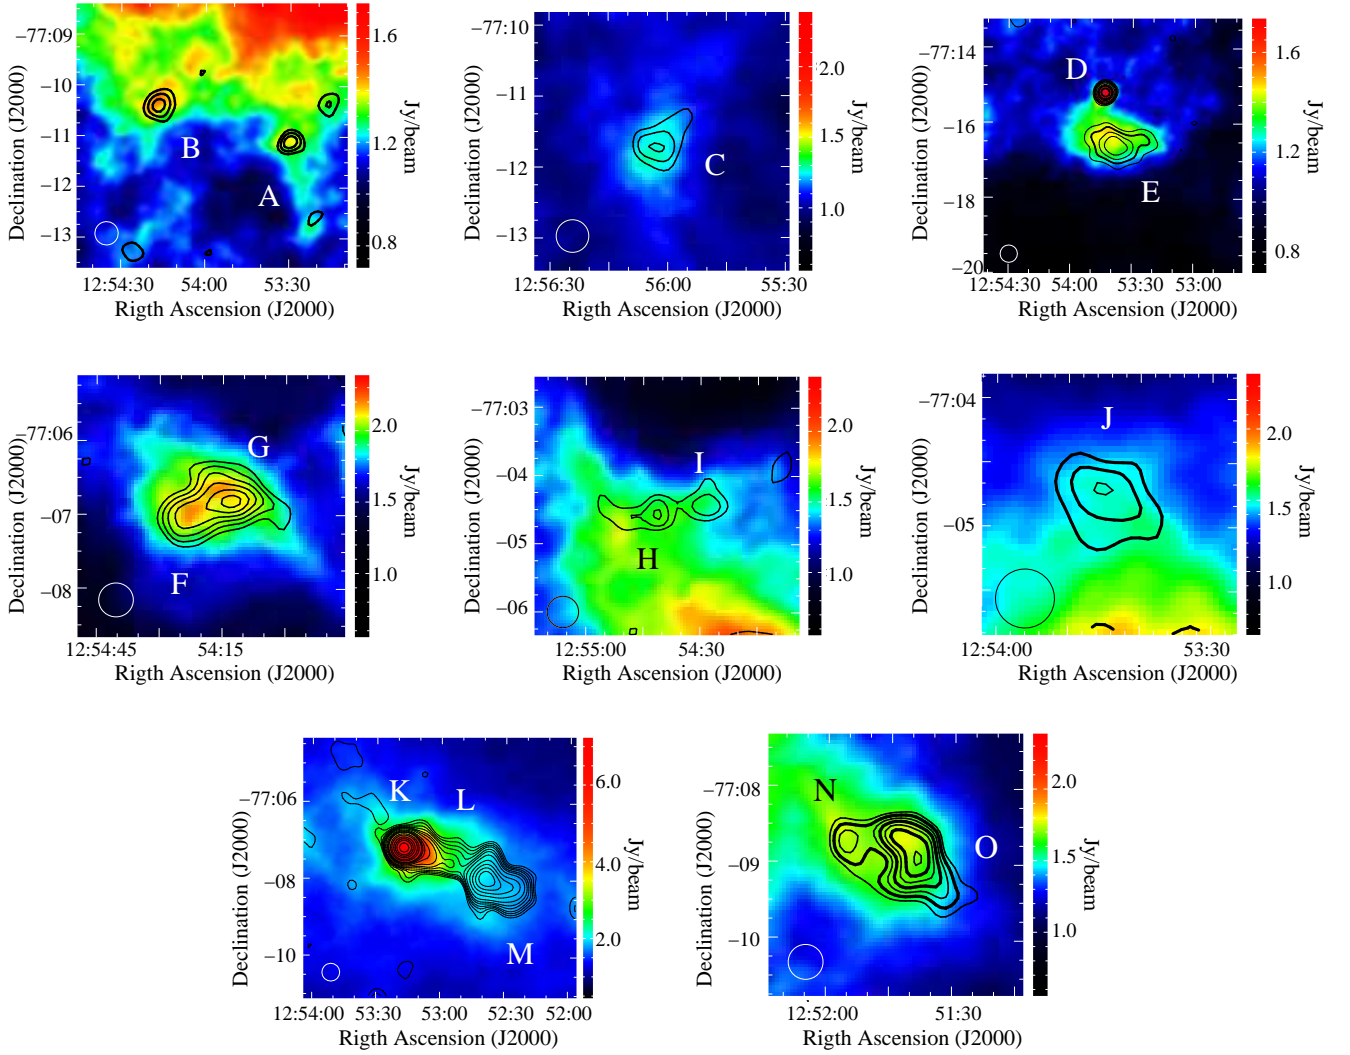 −77:09
−10
−11
−12
−13
Declination (J2000)
A
B
1.6
1.2
0.8
Jy/beam
12:54:30 54:00 53:30
Rigth Ascension (J2000)
−77:10
−11
−12
−13
Declination (J2000)
C
2.0
1.5
1.0
Jy/beam
12:56:30 56:00 55:30
Rigth Ascension (J2000)
−77:14
−16
−18
−20
Declination (J2000)
D
E
1.6
1.2
0.8
Jy/beam
12:54:30 54:00 53:30 53:00
Rigth Ascension (J2000)
−77:06
−07
−08
Declination (J2000)
G
F
2.0
1.5
1.0
Jy/beam
12:54:45 54:15
Rigth Ascension (J2000)
−77:03
−04
−05
−06
Declination (J2000)
I
H
2.0
1.5
1.0
Jy/beam
12:55:00 54:30
Rigth Ascension (J2000)
−77:04
−05
Declination (J2000)
J
2.0
1.5
1.0
Jy/beam
12:54:00 53:30
Rigth Ascension (J2000)
−77:06
−08
−10
Declination (J2000)
K
L
M
6.0
4.0
2.0
Jy/beam
12:54:00 53:30 53:00 52:30 52:00
Rigth Ascension (J2000)
−77:08
−09
−10
Declination (J2000)
N
O
2.0
1.5
1.0
Jy/beam
12:52:00 51:30
Rigth Ascension (J2000)